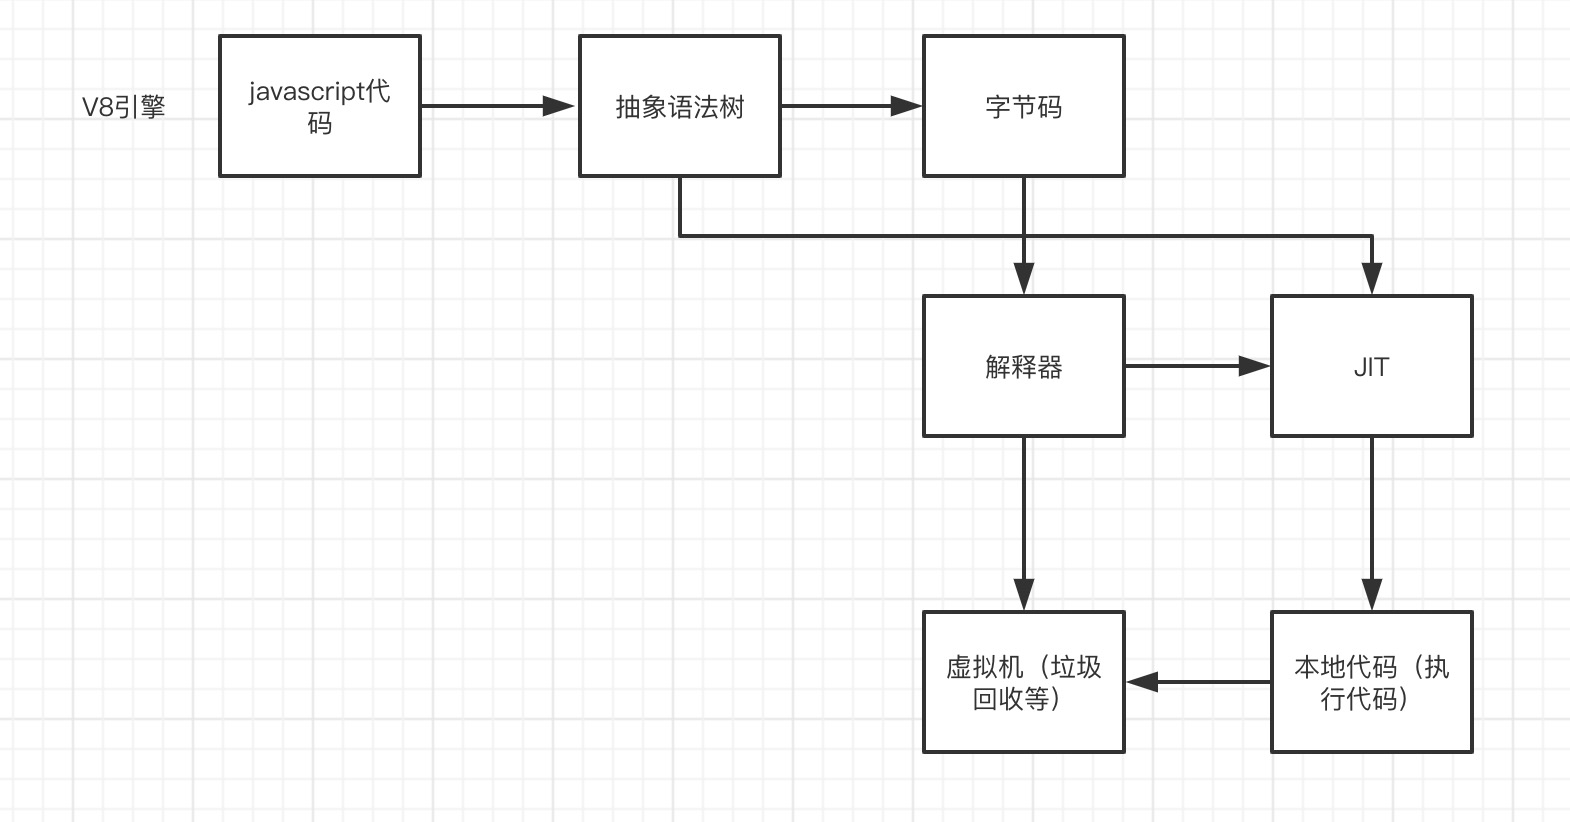 V8引擎
javascript代
码
抽象语法树
字节码
解释器
JIT
虚拟机（垃圾
回收等）
本地代码（执
行代码）